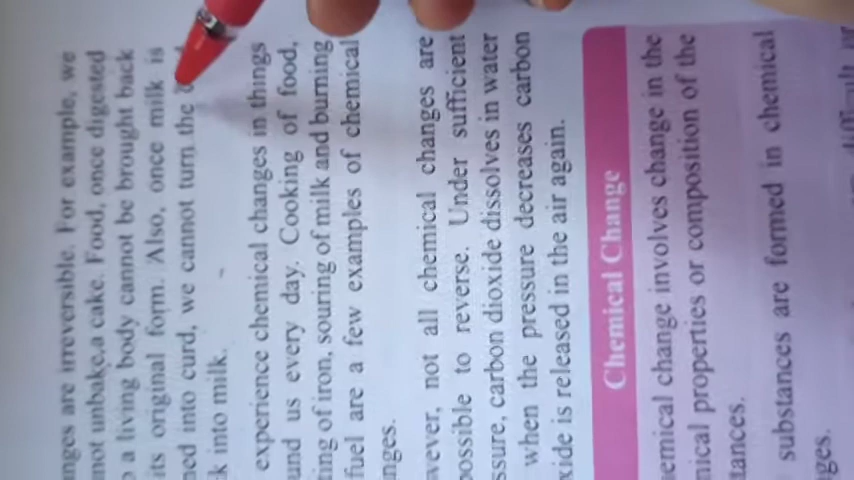 nges are irreversible. For example, we
not unbake a cake. Food, once digested
a living body cannot be brought back
its original form. Also, once milk is
ned into curd, we cannot turn the
k into milk.
experience chemical changes in things
und us every day. Cooking of food,
ting of iron, souring of milk and burning
fuel are a few examples of chemical
nges.
wever, not all chemical changes are
possible to reverse. Under sufficient
ssure, carbon dioxide dissolves in water
when the pressure decreases carbon
xide is released in the air again.
Chemical Change
emical change involves change in the
mical properties or composition of the
tances.
substances are formed in chemical
ges.